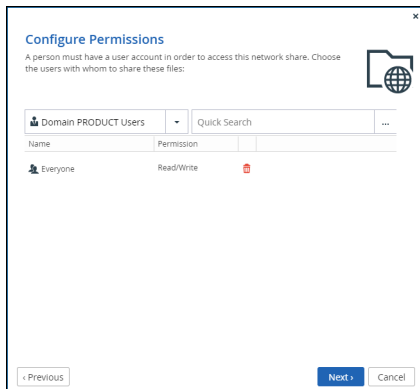 ×
Configure Permissions
A person must have a user account in order to access this network share. Choose
the users with whom to share these files:
Domain PRODUCT Users
Quick Search
...
Name Permission
Everyone Read/Write
‹ Previous
Next ›
Cancel